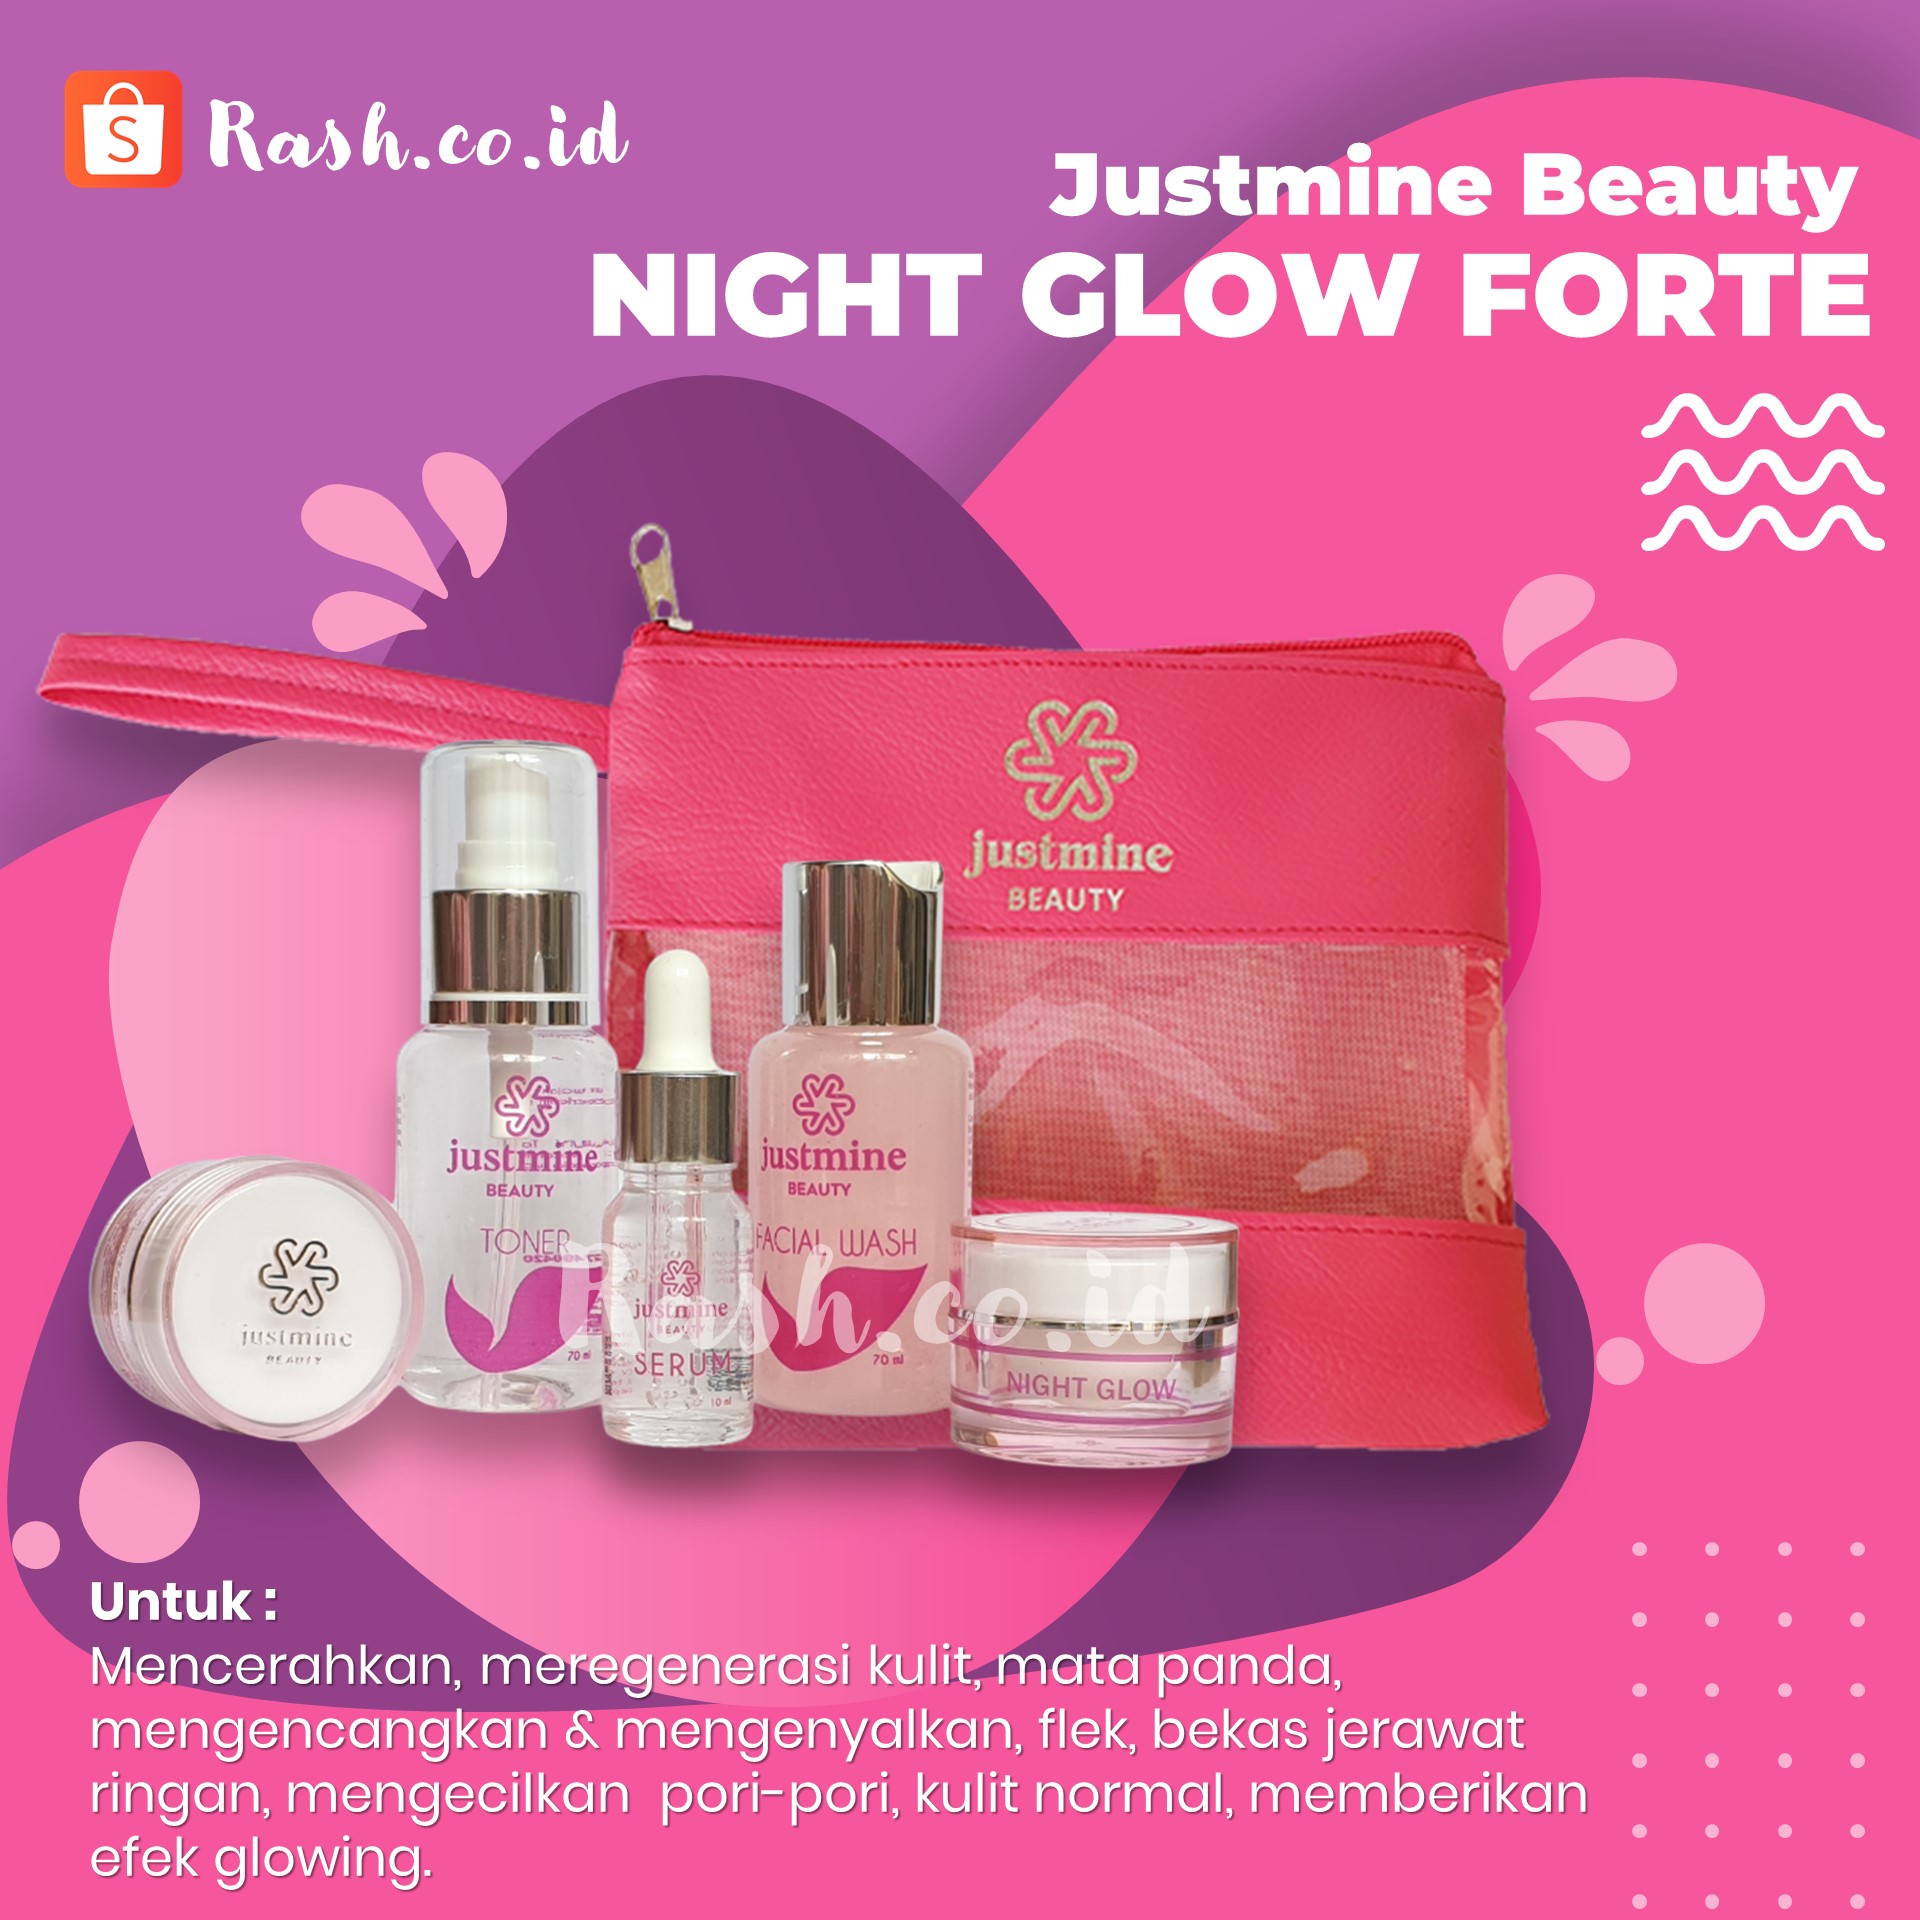 S Rash.co.id
Justmine Beauty
NIGHT GLOW FORTE
justmine
BEAUTY
justmine
BEAUTY
TONER
70 ml
justmine
BEAUTY
SERUM
10 ml
justmine
BEAUTY
FACIAL WASH
70 ml
justmine
BEAUTY
NIGHT GLOW
Rash.co.id
Untuk :
Mencerahkan, meregenerasi kulit, mata panda,
mengencangkan & mengenyalkan, flek, bekas jerawat
ringan, mengecilkan pori-pori, kulit normal, memberikan
efek glowing.